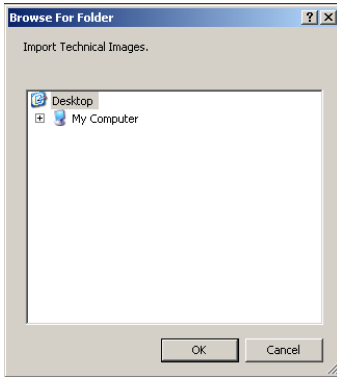 Browse For Folder
Import Technical Images.
Desktop
My Computer
OK
Cancel